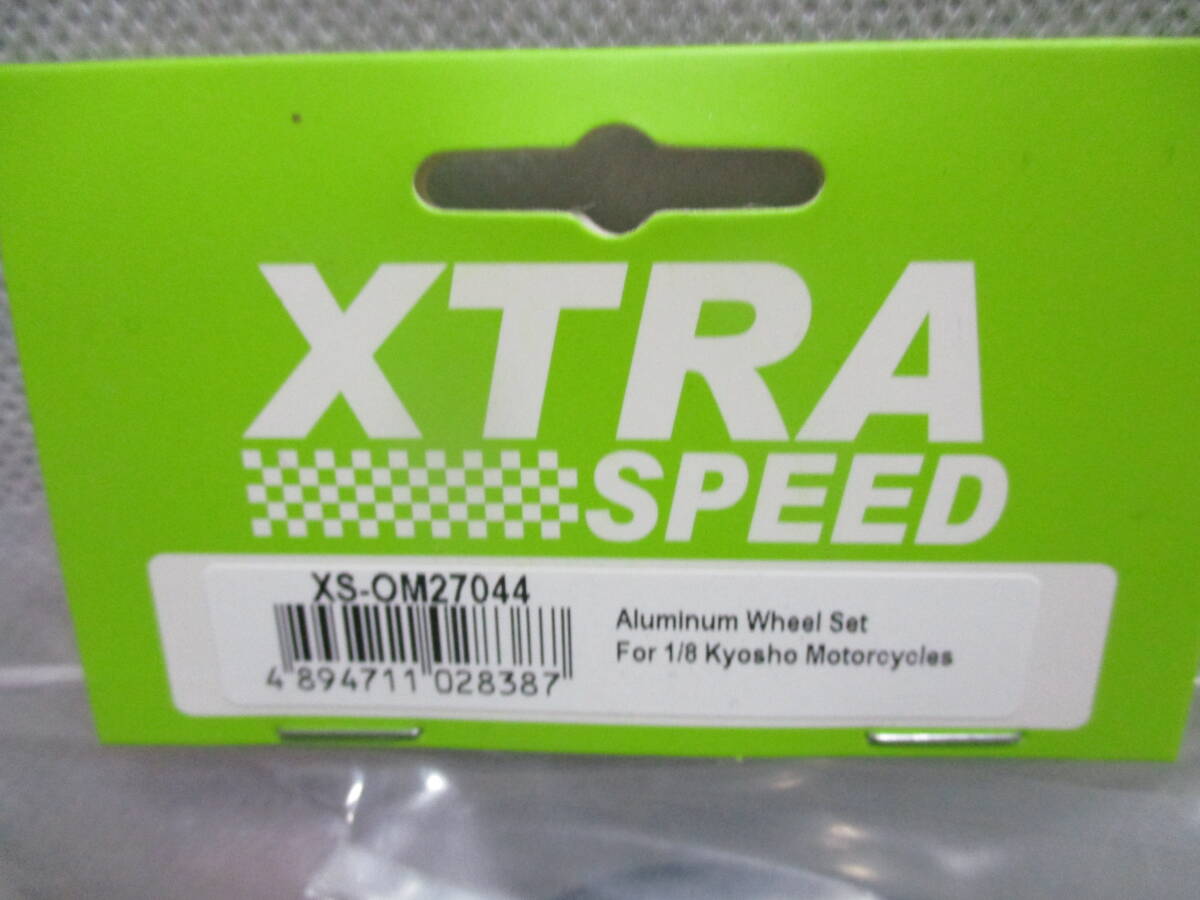 XTRA
SPEED
XS-OM27044
4 894711 028387
Aluminum Wheel Set
For 1/8 Kyosho Motorcycles